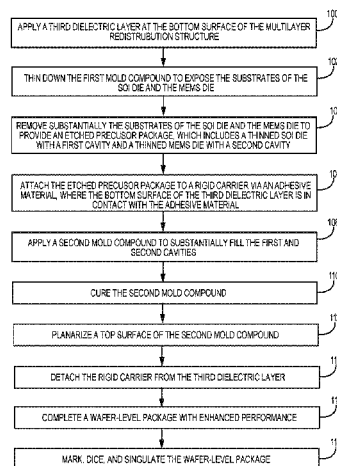 APPLY A THIRD DIELECTRIC LAYER AT THE BOTTOM SURFACE OF THE MULTILAYER
REDISTRUBUTION STRUCTURE
THIN DOWN THE FIRST MOLD COMPOUND TO EXPOSE THE SUBSTRATES OF THE
SOI DIE AND THE MEMS DIE
REMOVE SUBSTANTIALLY THE SUBSTRATES OF THE SOI DIE AND THE MEMS DIE TO
PROVIDE AN ETCHED PRECUSOR PACKAGE, WHICH INCLUDES A THINNED SOI DIE
WITH A FIRST CAVITY AND A THINNED MEMS DIE WITH A SECOND CAVITY
ATTACH THE ETCHED PRECUSOR PACKAGE TO A RIGID CARRIER VIA AN ADHESIVE
MATERIAL, WHERE THE BOTTOM SURFACE OF THE THIRD DIELECTRIC LAYER IS IN
CONTACT WITH THE ADHESIVE MATERIAL
APPLY A SECOND MOLD COMPOUND TO SUBSTANTIALLY FILL THE FIRST AND
SECOND CAVITIES
CURE THE SECOND MOLD COMPOUND
PLANARIZE A TOP SURFACE OF THE SECOND MOLD COMPOUND
DETACH THE RIGID CARRIER FROM THE THIRD DIELECTRIC LAYER
COMPLETE A WAFER-LEVEL PACKAGE WITH ENHANCED PERFORMANCE
MARK, DICE, AND SINGULATE THE WAFER-LEVEL PACKAGE